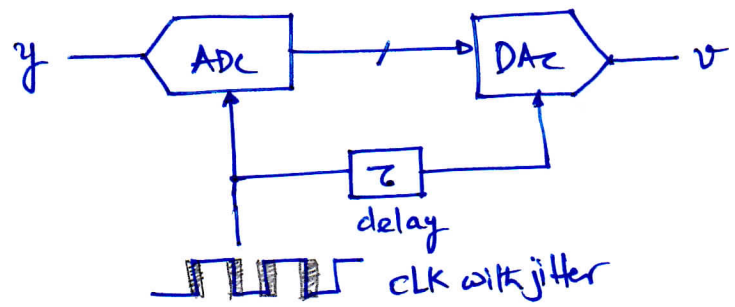 y ADC DAC v
τ
delay
CLK with jitter